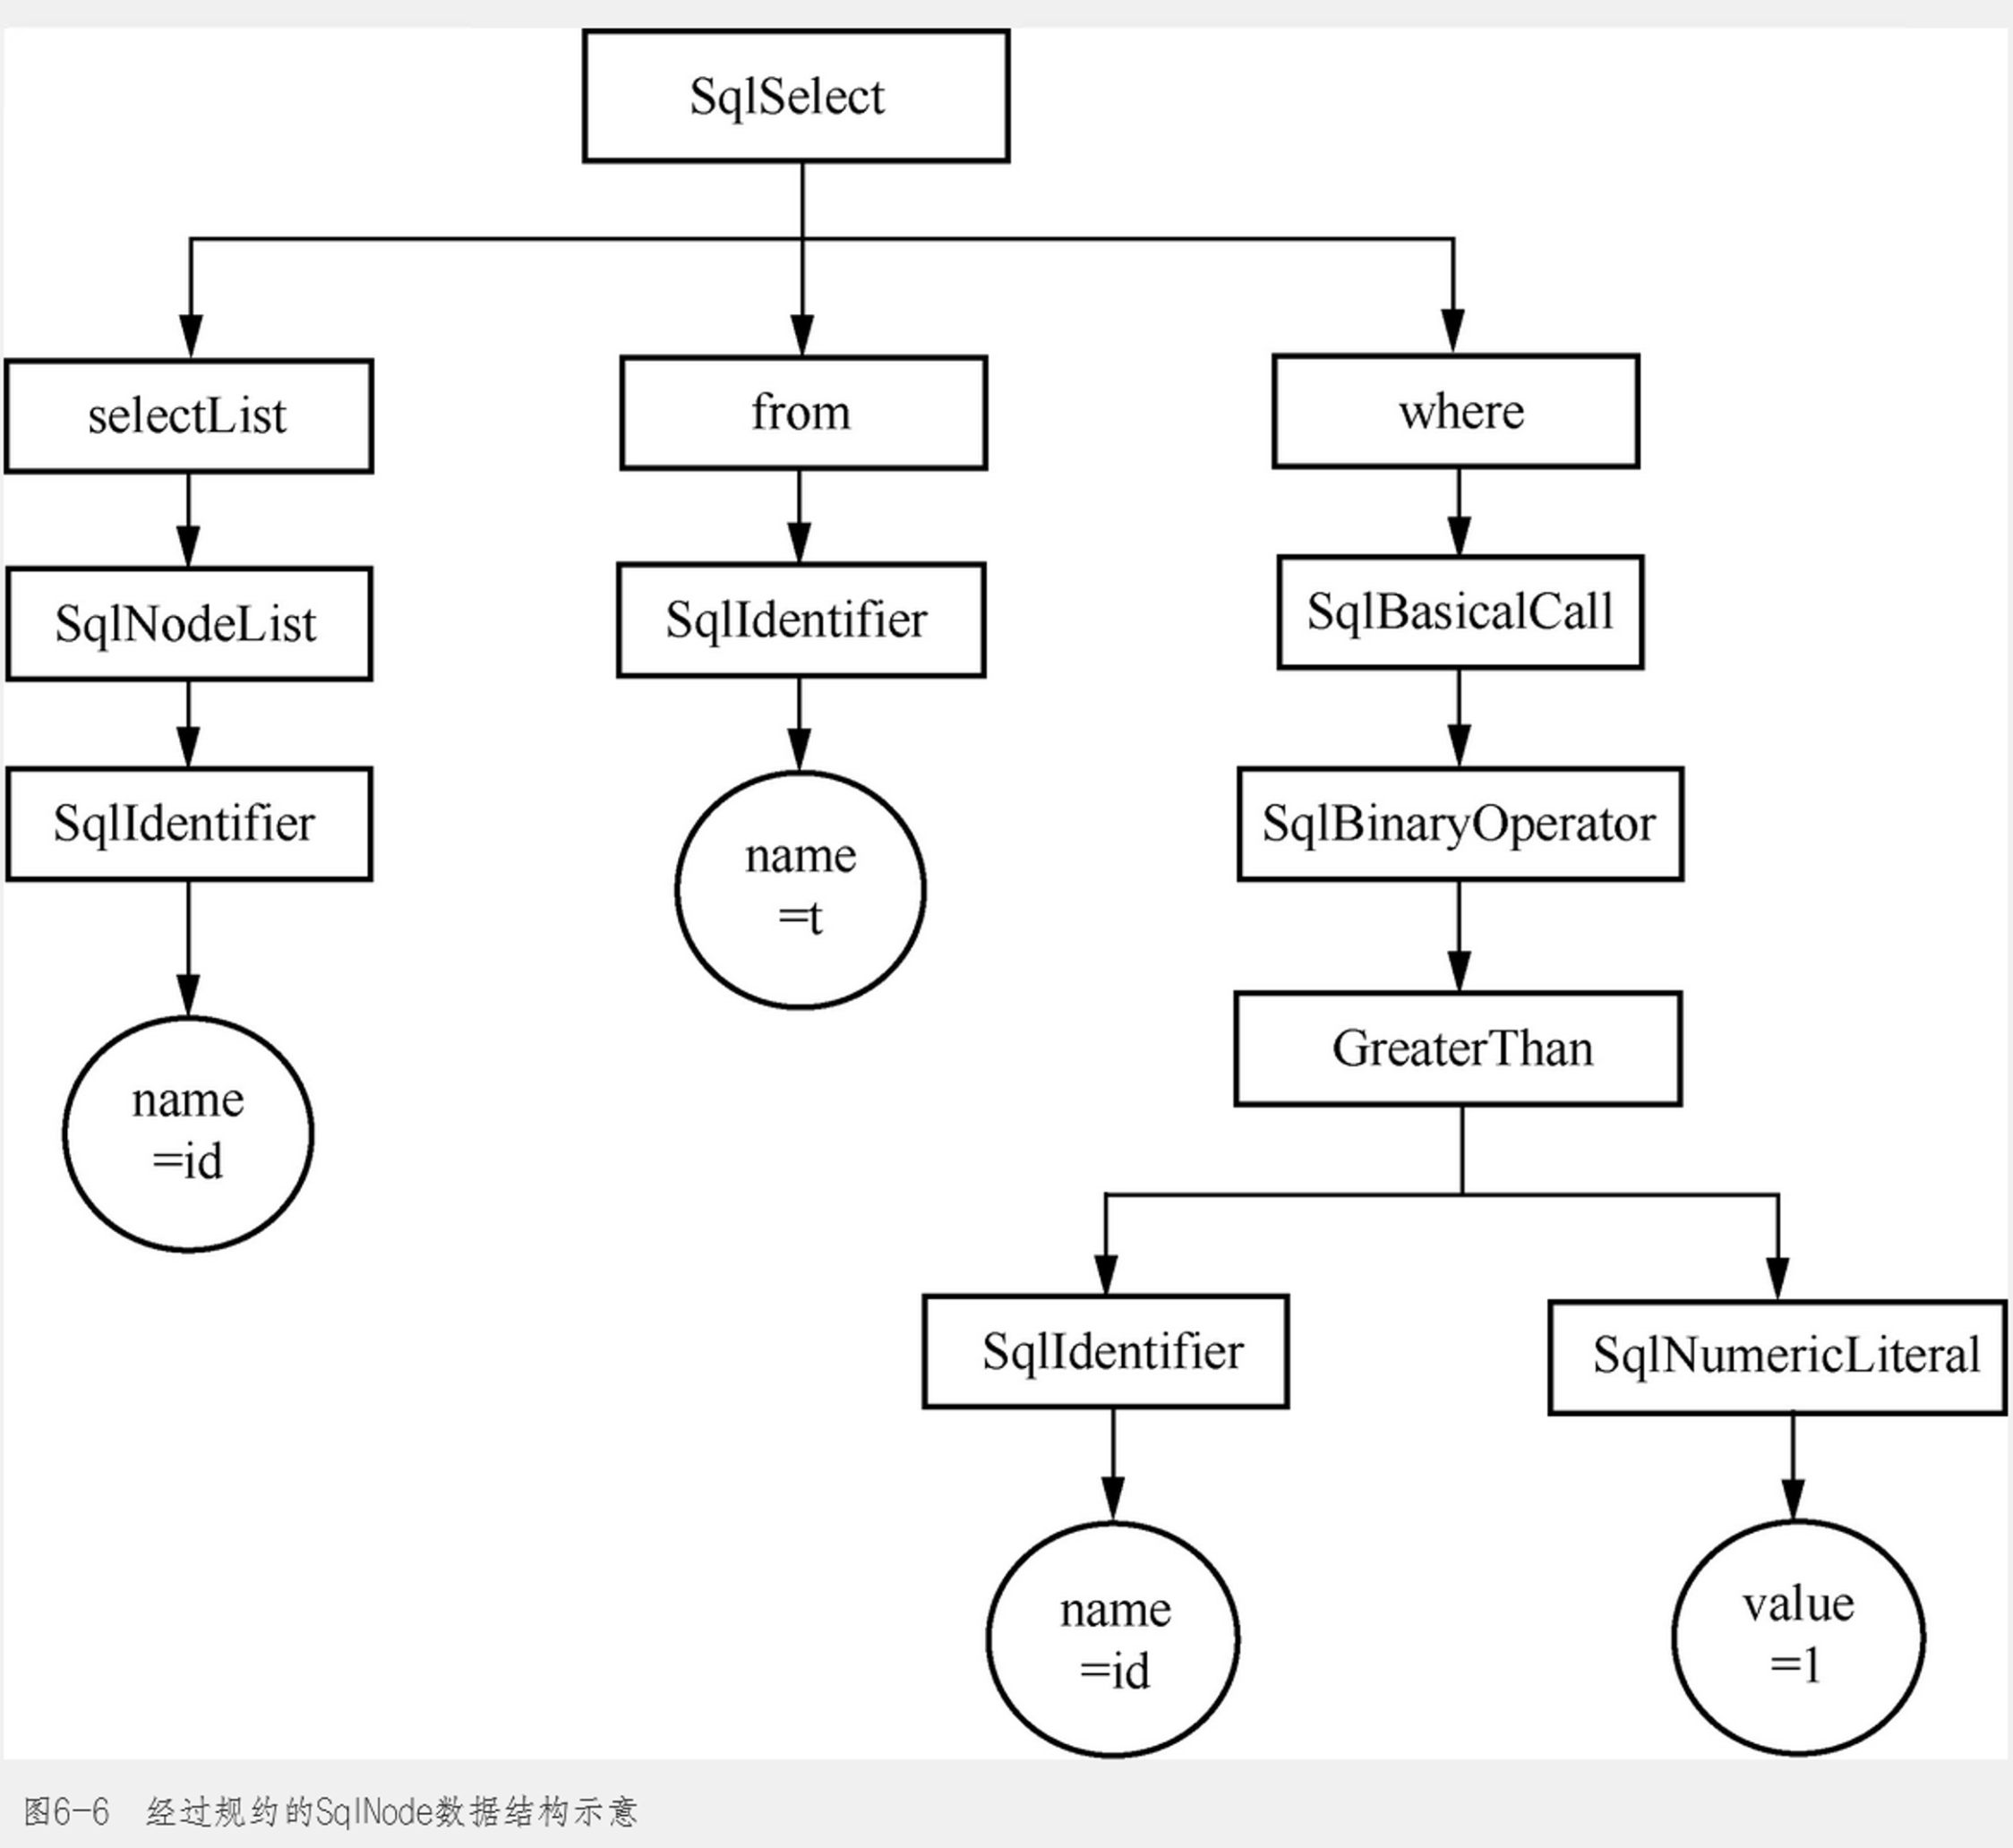 SqlSelect
selectList
from
where
SqlNodeList
SqlIdentifier
SqlBasicalCall
SqlIdentifier
name
=t
SqlBinaryOperator
name
=id
GreaterThan
SqlIdentifier
SqlNumericLiteral
name
=id
value
=1
图6-6 经过规约的SqlNode数据结构示意